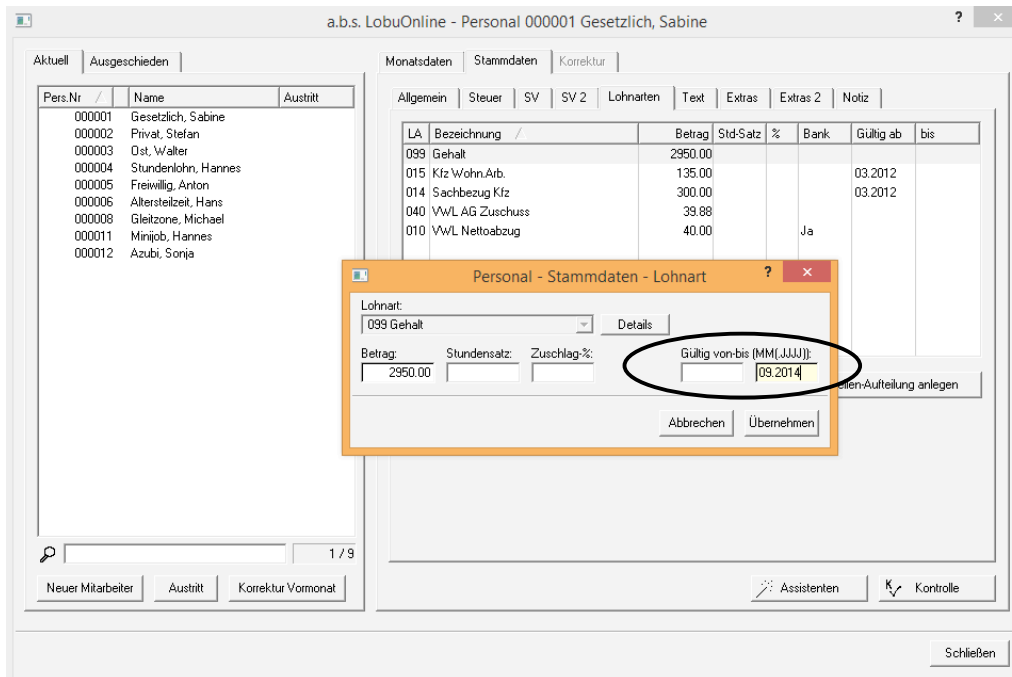 a.b.s. LobuOnline - Personal 000001 Gesetzlich, Sabine
?
Aktuell Ausgeschieden
Pers.Nr Name Austritt
000001 Gesetzlich, Sabine
000002 Privat, Stefan
000003 Ost, Walter
000004 Stundenlohn, Hannes
000005 Freiwillig, Anton
000006 Altersteilzeit, Hans
000008 Gleitzone, Michael
000011 Minijob, Hannes
000012 Azubi, Sonja
1 / 9
Neuer Mitarbeiter Austritt Korrektur Vormonat
Monatsdaten Stammdaten Korrektur
Allgemein Steuer SV SV 2 Lohnarten Text Extras Extras 2 Notiz
LA Bezeichnung Betrag Std-Satz % Bank Gültig ab bis
099 Gehalt 2950.00
015 Kfz Wohn.Arb. 135.00 03.2012
014 Sachbezug Kfz 300.00 03.2012
040 VWL AG Zuschuss 39.88
010 VWL Nettoabzug 40.00 Ja
Personal - Stammdaten - Lohnart
?
Lohnart:
099 Gehalt Details
Betrag: Stundensatz: Zuschlag-%: Gültig von-bis (MM(.JJJJ)):
2950.00 09.2014
Abbrechen Übernehmen
ellen-Aufteilung anlegen
Assistenten K Kontrolle
Schließen